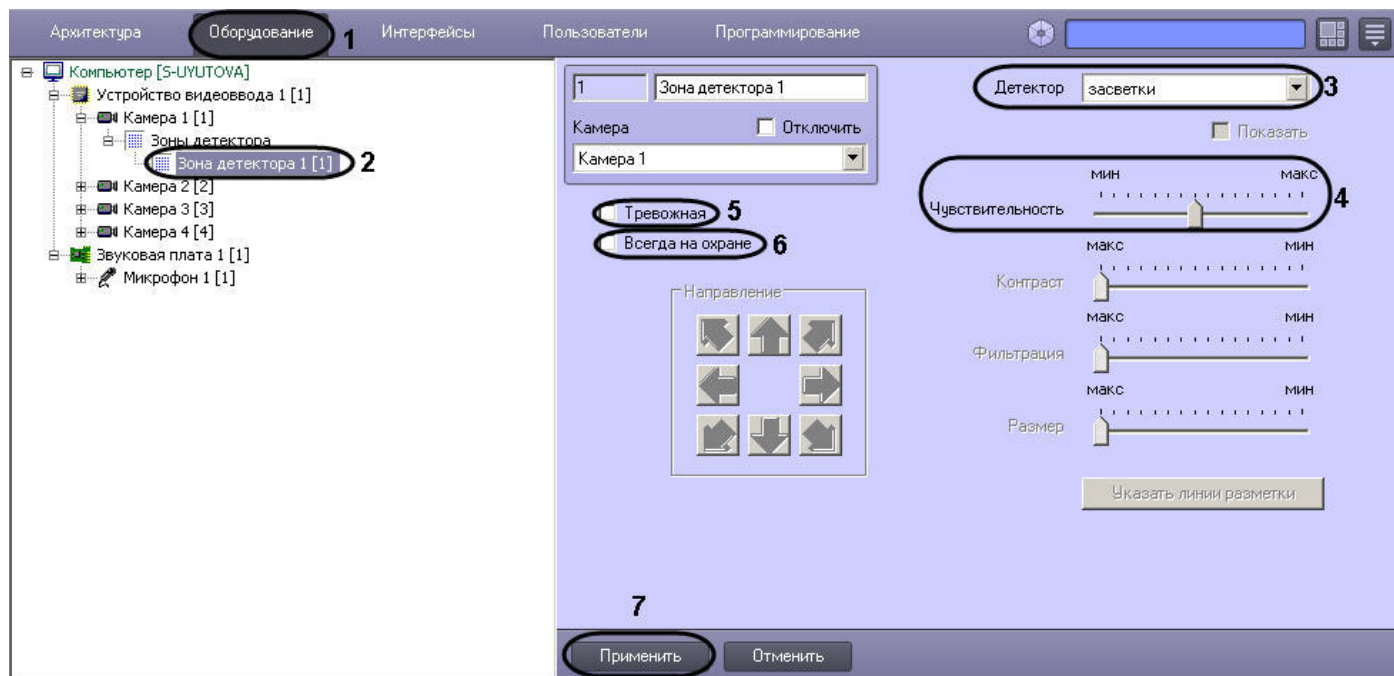 Архитектура Оборудование 1 Интерфейсы Пользователи Программирование
Компьютер [S-UYUTOVA]
Устройство видеоввода 1 [1]
Камера 1 [1]
Зоны детектора
Зона детектора 1 [1] 2
Камера 2 [2]
Камера 3 [3]
Камера 4 [4]
Звуковая плата 1 [1]
Микрофон 1 [1]
1 Зона детектора 1
Камера Отключить
Камера 1
Тревожная 5
Всегда на охране 6
Направление
Детектор засветки 3
Показать
мин макс
Чувствительность 4
макс мин
Контраст
макс мин
Фильтрация
макс мин
Размер
Указать линии разметки
7
Применить Отменить